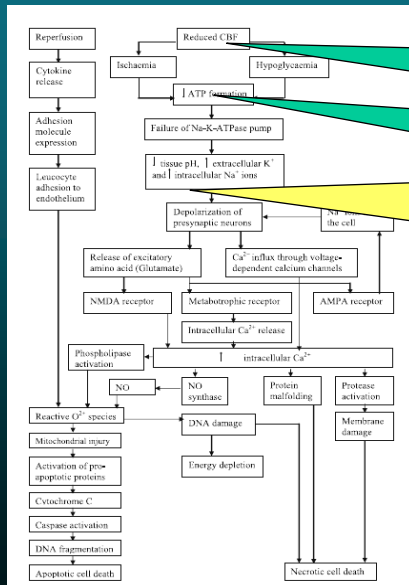 Reperfusion
Cytokine
release
Adhesion
molecule
expression
Leucocyte
adhesion to
endothelium
Reduced CBF
Ischaemia
Hypoglycaemia
↑ ATP formation
Failure of Na-K-ATPase pump
↑ tissue pH, ↑ extracellular K⁺
and ↑ intracellular Na⁺ ions
Depolarization of
presynaptic neurons
the cell
Release of excitatory
amino acid (Glutamate)
Ca²⁻ influx through voltage-
dependent calcium channels
NMDA receptor
Metabotrophic receptor
AMPA receptor
Intracellular Ca²⁺ release
↑ intracellular Ca²⁺
Phospholipase
activation
NO
NO
synthase
Protein
malfolding
Protease
activation
Reactive O²⁺ species
DNA damage
Membrane
damage
Mitochondrial injury
Energy depletion
Activation of pro-
apoptotic proteins
Cytochrome C
Caspase activation
DNA fragmentation
Apoptotic cell death
Necrotic cell death